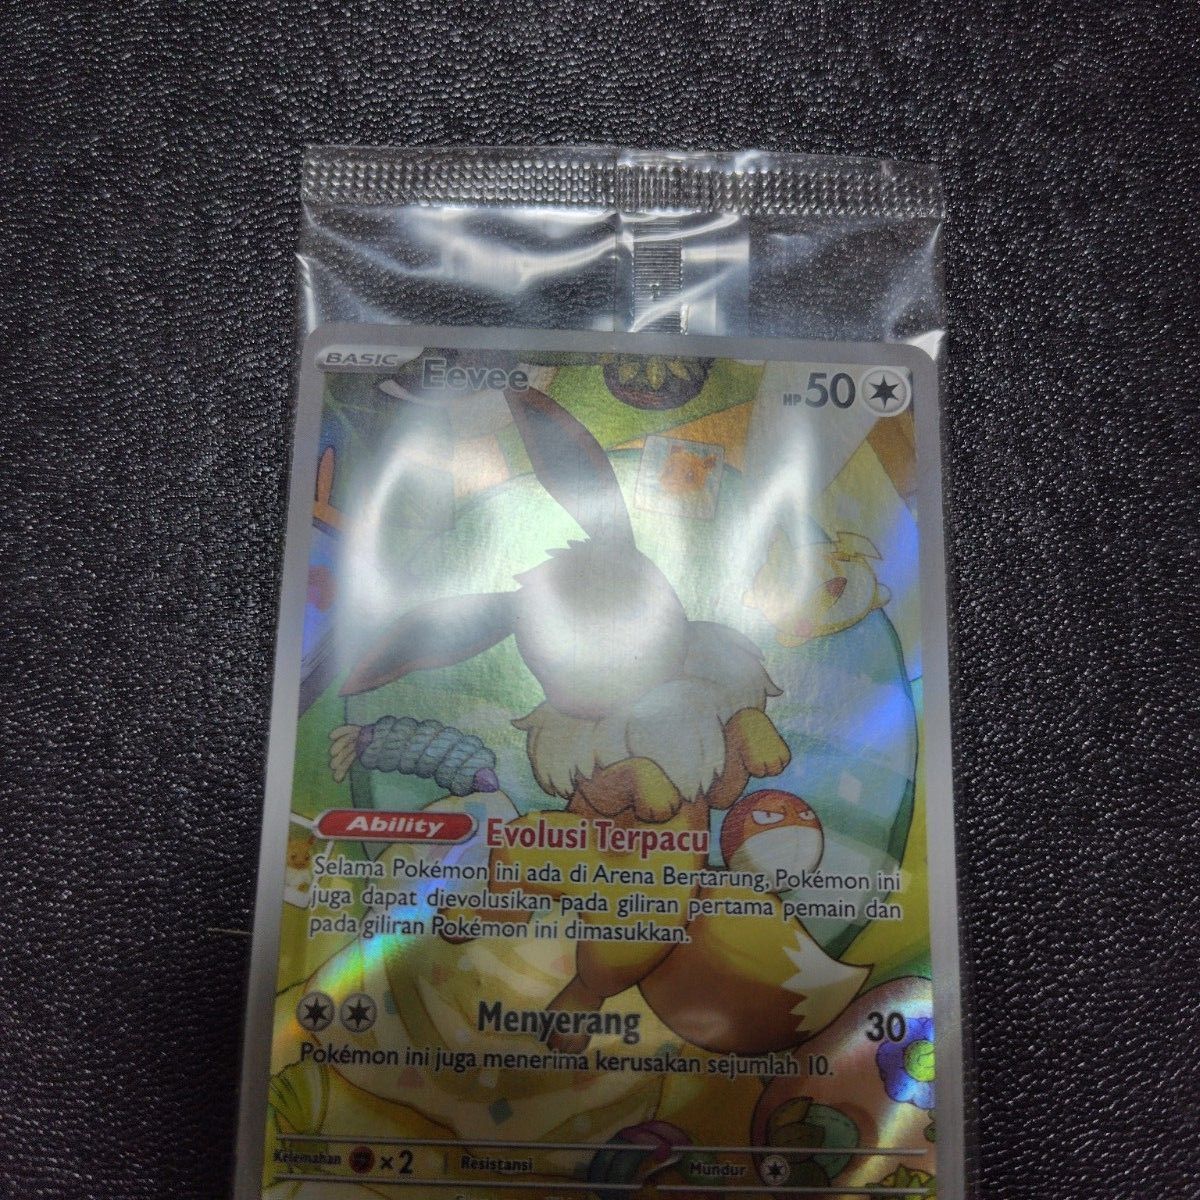 BASIC Eevee HP 50
Ability Evolusi Terpacu
Selama Pokémon ini ada di Arena Bertarung, Pokémon ini
juga dapat dievolusikan pada giliran pertama pemain dan
pada giliran Pokémon ini dimasukkan.
Menyerang 30
Pokémon ini juga menerima kerusakan sejumlah 10.
Kelemahan ×2 Resistansi Mundur